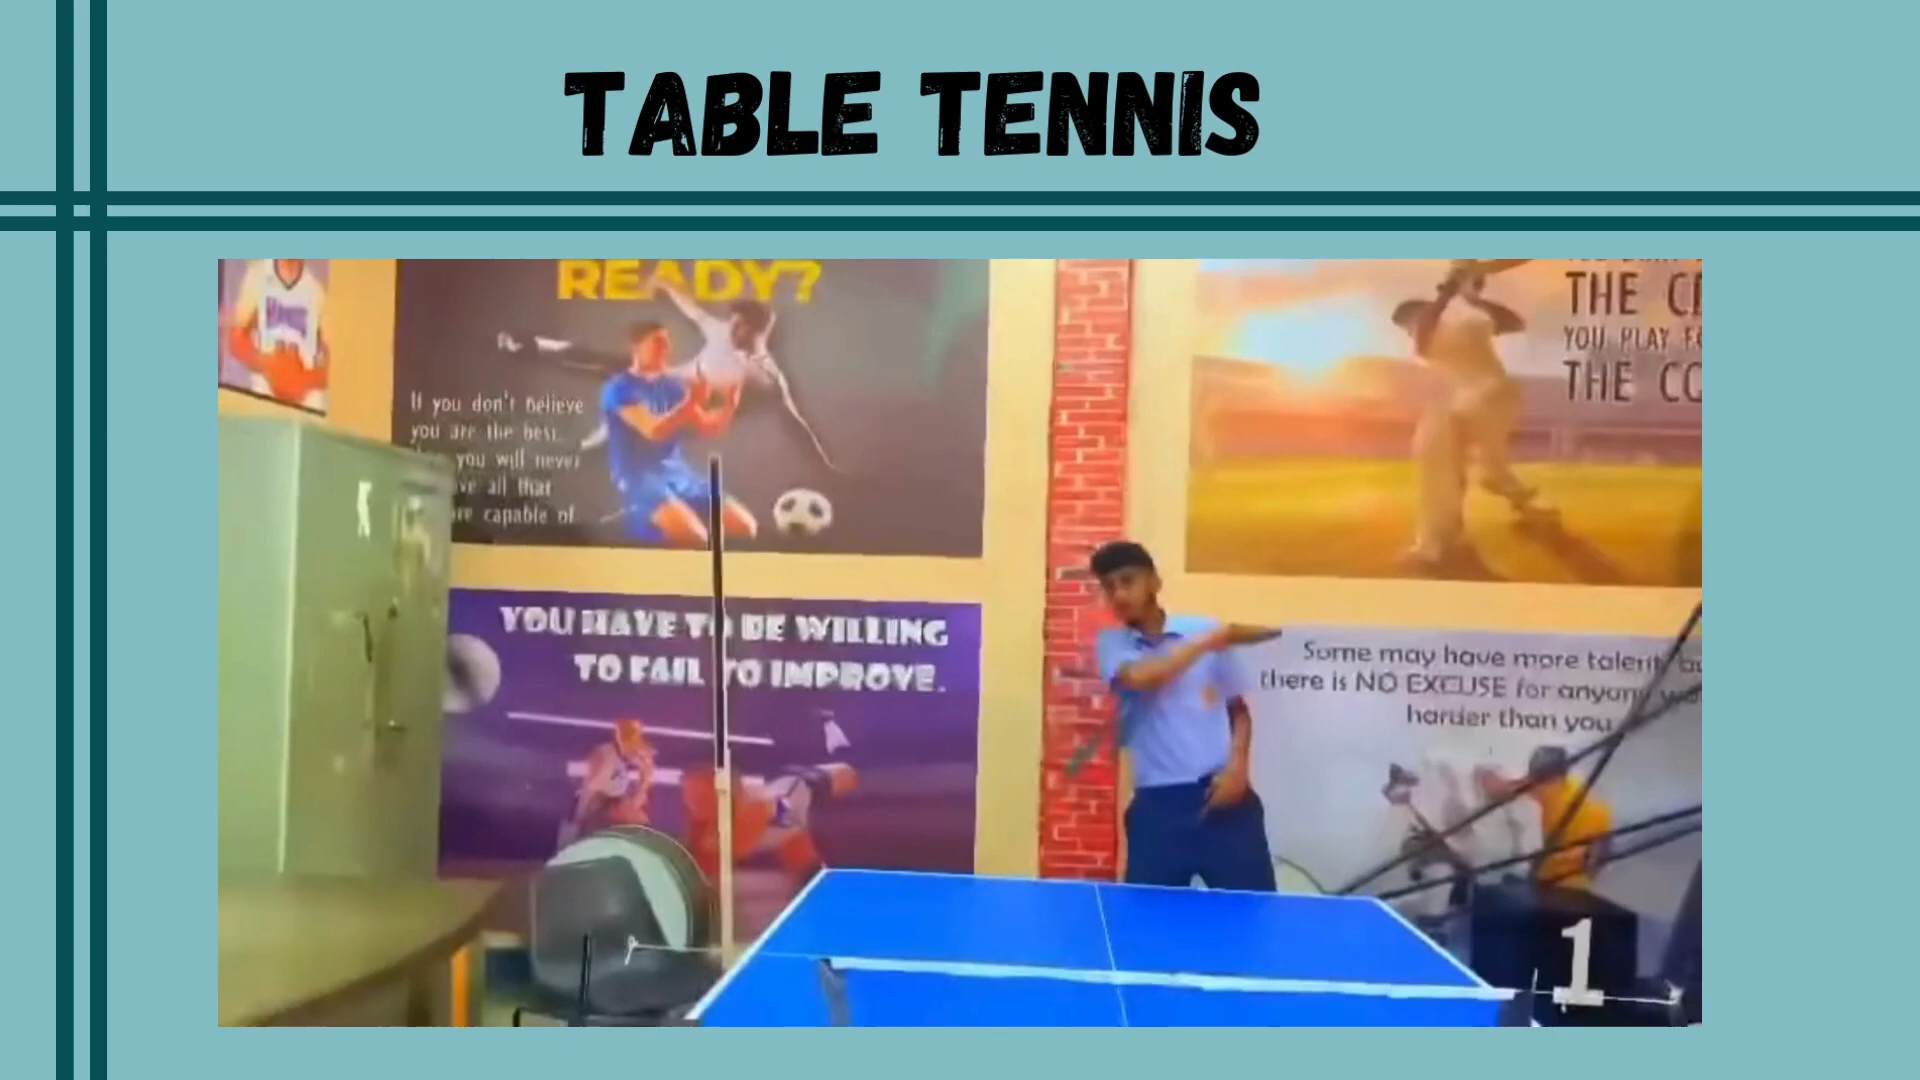 TABLE TENNIS
READY?
If you don't believe
you are the best
you will never
all that
capable of
THE
YOU PLAY
THE
YOU HAVE TO BE WILLING
TO FAIL TO IMPROVE.
Some may have more talent
there is NO EXCUSE for anyone
harder than you
1